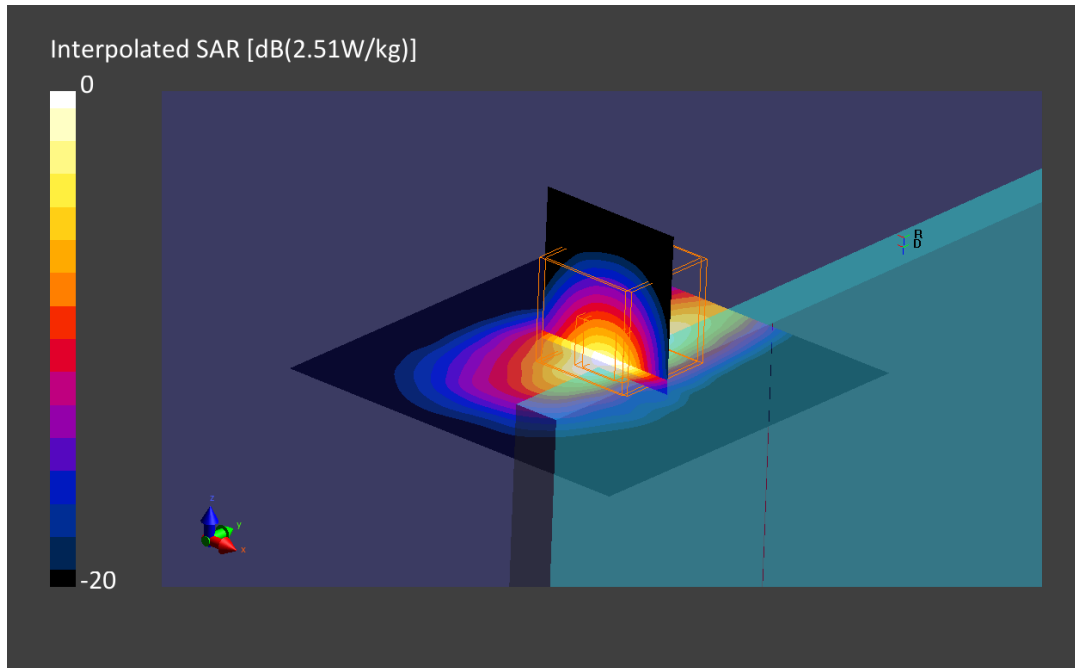 Interpolated SAR [dB(2.51W/kg)]
0
R
D
-20
z
y
x